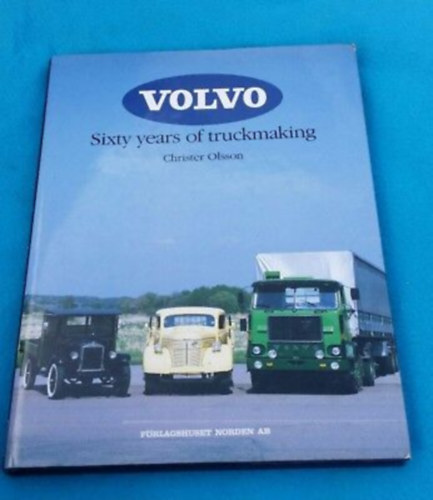 VOLVO
Sixty years of truckmaking
Christer Olsson
FÖRLAGSHUSET NORDEN AB